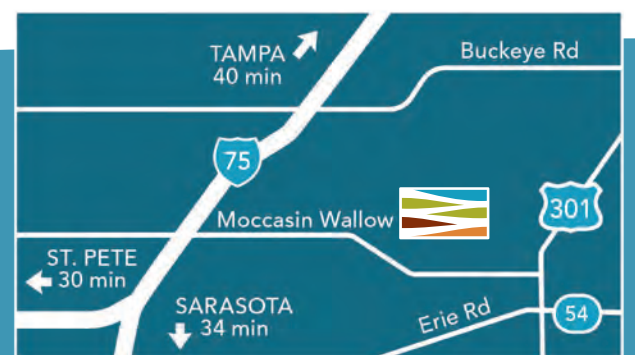 TAMPA
40 min
Buckeye Rd
75
301
Moccasin Wallow
ST. PETE
30 min
SARASOTA
34 min
Erie Rd
54